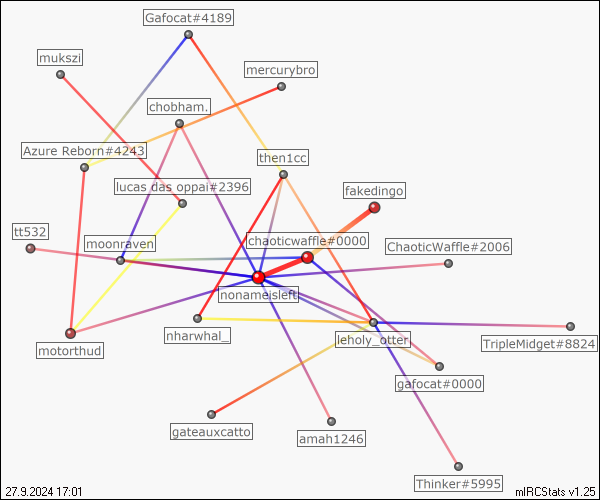 Gafocat#4189
mukszi
mercurybro
chobham.
Azure Reborn#4243
then1cc
lucas das oppai#2396
fakedingo
tt532
moonraven
chaoticwaffle#0000
ChaoticWaffle#2006
nonameisleft
motorthud
nharwhal_
leholy_otter
TripleMidget#8824
gafocat#0000
gateauxcatto
amah1246
Thinker#5995
27.9.2024 17:01
mIRCStats v1.25